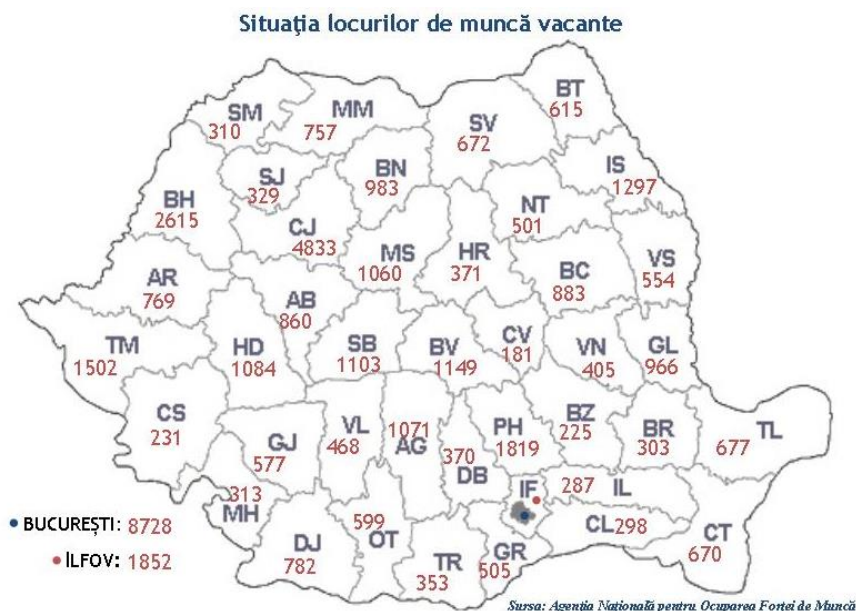 Situaţia locurilor de muncă vacante
BT
615
SM
310
MM
757
SV
672
IS
1297
SJ
329
BN
983
BH
2615
NT
501
CJ
4833
MS
1060
HR
371
VS
554
BC
883
AR
769
AB
860
TM
1502
HD
1084
SB
1103
BV
1149
CV
181
VN
405
GL
966
CS
231
GJ
577
VL
468
1071
AG
370
DB
PH
1819
BZ
225
BR
303
TL
677
313
MH
IF
287 IL
BUCUREŞTI: 8728
ILFOV: 1852
DJ
782
599
OT
TR
353
GR
505
CL 298
CT
670
Sursa: Agenţia Naţională pentru Ocuparea Forţei de Muncă